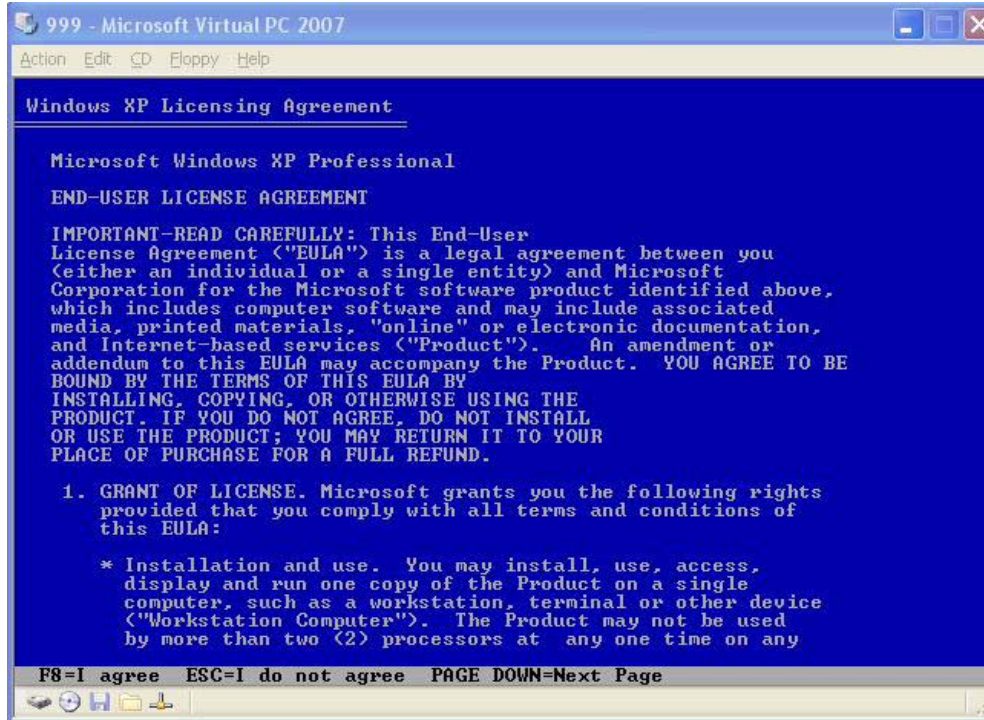 999 - Microsoft Virtual PC 2007
Action Edit CD Floppy Help
Windows XP Licensing Agreement
Microsoft Windows XP Professional
END-USER LICENSE AGREEMENT
IMPORTANT-READ CAREFULLY: This End-User
License Agreement ("EULA") is a legal agreement between you
(either an individual or a single entity) and Microsoft
Corporation for the Microsoft software product identified above,
which includes computer software and may include associated
media, printed materials, "online" or electronic documentation,
and Internet-based services ("Product"). An amendment or
addendum to this EULA may accompany the Product. YOU AGREE TO BE
BOUND BY THE TERMS OF THIS EULA BY
INSTALLING, COPYING, OR OTHERWISE USING THE
PRODUCT. IF YOU DO NOT AGREE, DO NOT INSTALL
OR USE THE PRODUCT; YOU MAY RETURN IT TO YOUR
PLACE OF PURCHASE FOR A FULL REFUND.
1. GRANT OF LICENSE. Microsoft grants you the following rights
provided that you comply with all terms and conditions of
this EULA:
* Installation and use. You may install, use, access,
display and run one copy of the Product on a single
computer, such as a workstation, terminal or other device
("Workstation Computer"). The Product may not be used
by more than two (2) processors at any one time on any
F8=I agree ESC=I do not agree PAGE DOWN=Next Page